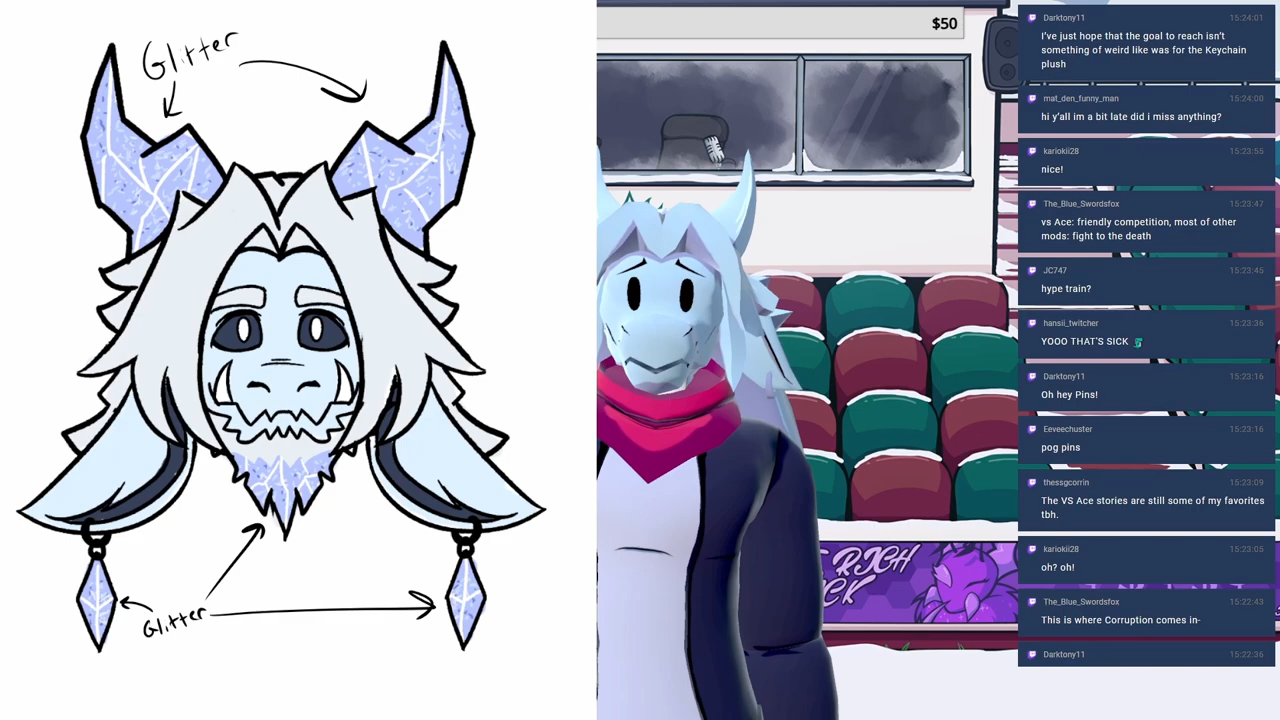 Glitter
Glitter
$50
RICH
CK
Darktony11 15:24:01
I've just hope that the goal to reach isn't
something of weird like was for the Keychain
plush
mat_den_funny_man 15:24:00
hi y'all im a bit late did i miss anything?
kariokii28 15:23:55
nice!
The_Blue_Swordsfox 15:23:47
vs Ace: friendly competition, most of other
mods: fight to the death
JC747 15:23:45
hype train?
hansii_twitcher 15:23:36
YOOO THAT'S SICK
Darktony11 15:23:16
Oh hey Pins!
Eeveechuster 15:23:16
pog pins
thessgcorrin 15:23:09
The VS Ace stories are still some of my favorites
tbh.
kariokii28 15:23:05
oh? oh!
The_Blue_Swordsfox 15:22:43
This is where Corruption comes in-
Darktony11 15:22:36